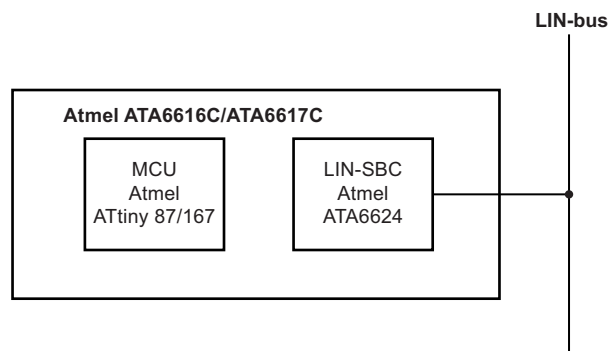 LIN-bus
Atmel ATA6616C/ATA6617C
MCU
Atmel
ATtiny 87/167
LIN-SBC
Atmel
ATA6624